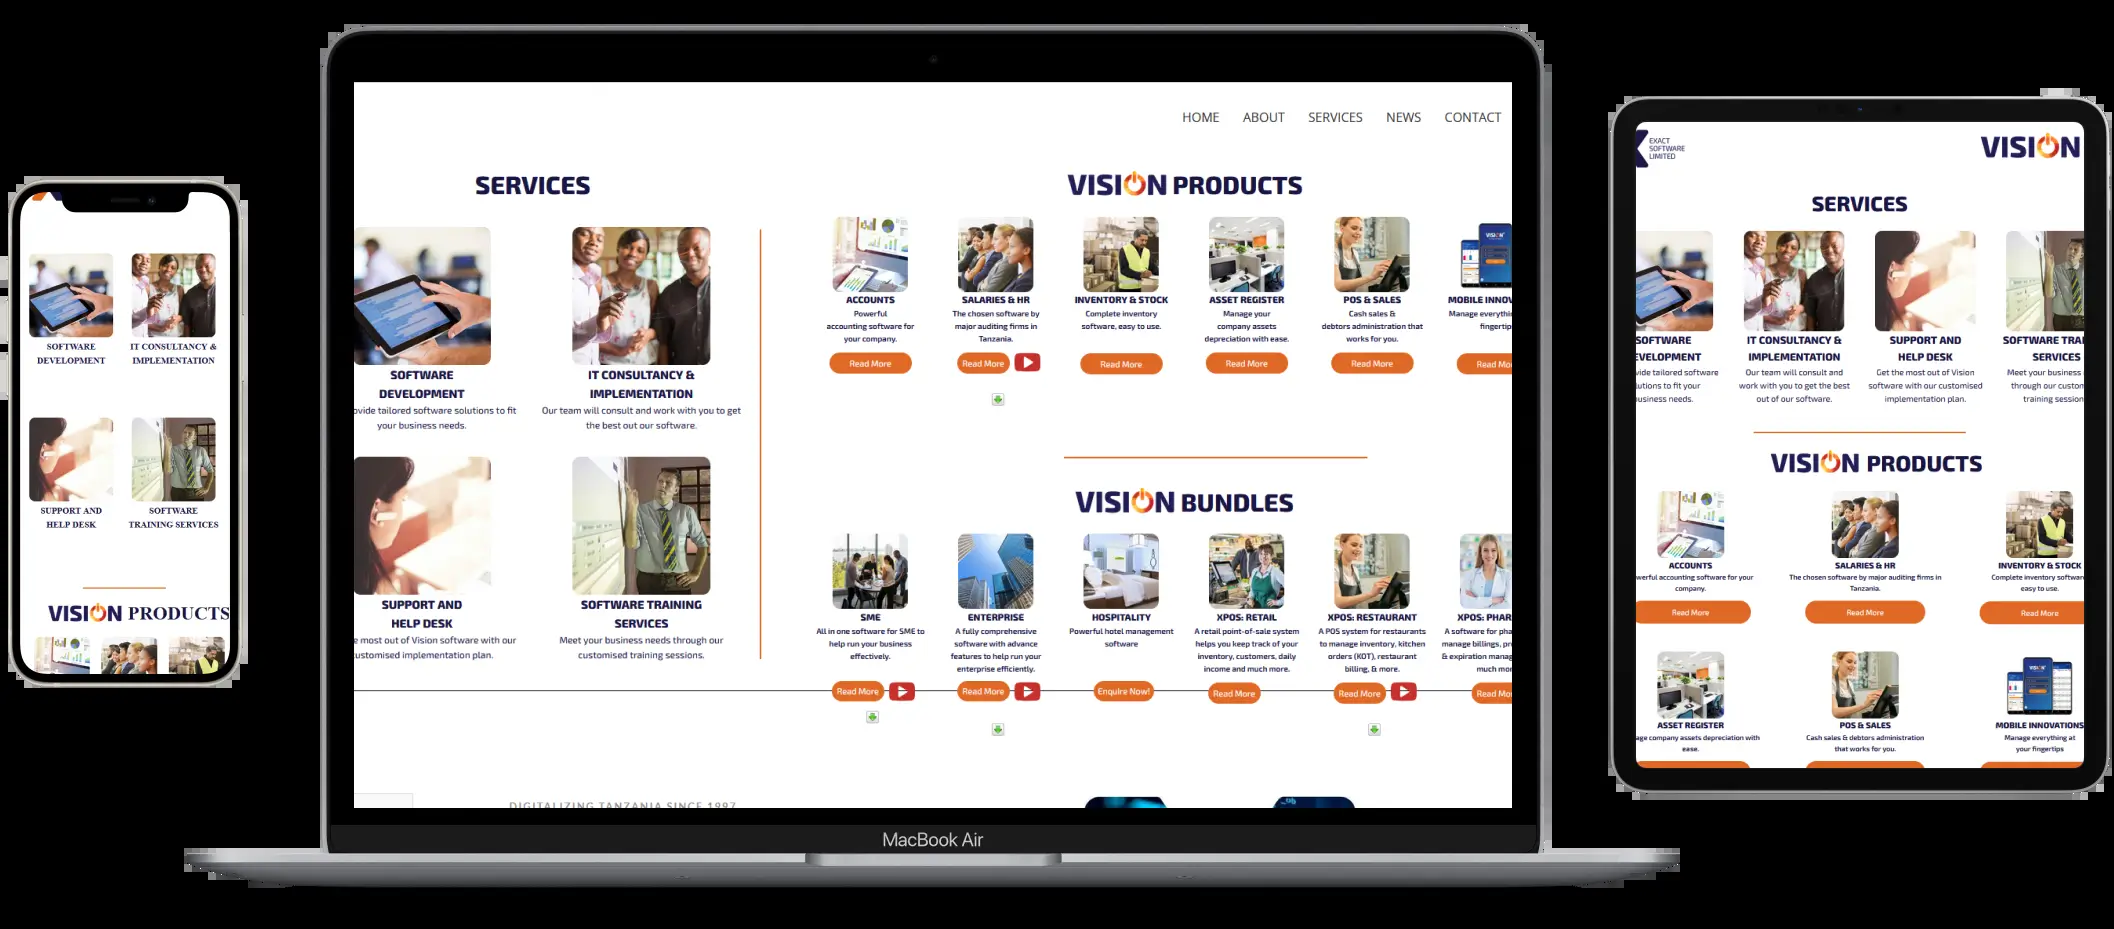 SOFTWARE
DEVELOPMENT
IT CONSULTANCY &
IMPLEMENTATION
SUPPORT AND
HELP DESK
SOFTWARE
TRAINING SERVICES
VISION PRODUCTS
HOME ABOUT SERVICES NEWS CONTACT
SERVICES
SOFTWARE
DEVELOPMENT
ovide tailored software solutions to fit
your business needs.
IT CONSULTANCY &
IMPLEMENTATION
Our team will consult and work with you to get
the best out our software.
SUPPORT AND
HELP DESK
e most out of Vision software with our
ustomised implementation plan.
SOFTWARE TRAINING
SERVICES
Meet your business needs through our
customised training sessions.
VISION PRODUCTS
ACCOUNTS
Powerful
accounting software for
your company.
Read More
SALARIES & HR
The chosen software by
major auditing firms in
Tanzania.
Read More
INVENTORY & STOCK
Complete inventory
software, easy to use.
Read More
ASSET REGISTER
Manage your
company assets
depreciation with ease.
Read More
POS & SALES
Cash sales &
debtors administration that
works for you.
Read More
MOBILE INNOV
Manage everythin
fingertip
Read Mo
VISION BUNDLES
SME
All in one software for SME to
help run your business
effectively.
Read More
ENTERPRISE
A fully comprehensive
software with advance
features to help run your
enterprise efficiently.
Read More
HOSPITALITY
Powerful hotel management
software
Enquire Now!
XPOS: RETAIL
A retail point-of-sale system
helps you keep track of your
inventory, customers, daily
income and much more.
Read More
XPOS: RESTAURANT
A POS system for restaurants
to manage inventory, kitchen
orders (KOT), restaurant
billing, & more.
Read More
XPOS: PHAR
A software for pha
manage billings, pr
& expiration manag
much mor
Read Mo
DIGITALIZING TANZANIA SINCE 1997
MacBook Air
EXACT
SOFTWARE
LIMITED
VISION
SERVICES
SOFTWARE
EVELOPMENT
vide tailored software
lutions to fit your
usiness needs.
IT CONSULTANCY &
IMPLEMENTATION
Our team will consult and
work with you to get the best
out of our software.
SUPPORT AND
HELP DESK
Get the most out of Vision
software with our customised
implementation plan.
SOFTWARE TRAI
SERVICES
Meet your business
through our custom
training session
VISION PRODUCTS
ACCOUNTS
werful accounting software for your
company.
Read More
SALARIES & HR
The chosen software by major auditing firms in
Tanzania.
Read More
INVENTORY & STOCK
Complete inventory software
easy to use.
Read More
ASSET REGISTER
age company assets depreciation with
ease.
POS & SALES
Cash sales & debtors administration
that works for you.
MOBILE INNOVATIONS
Manage everything at
your fingertips